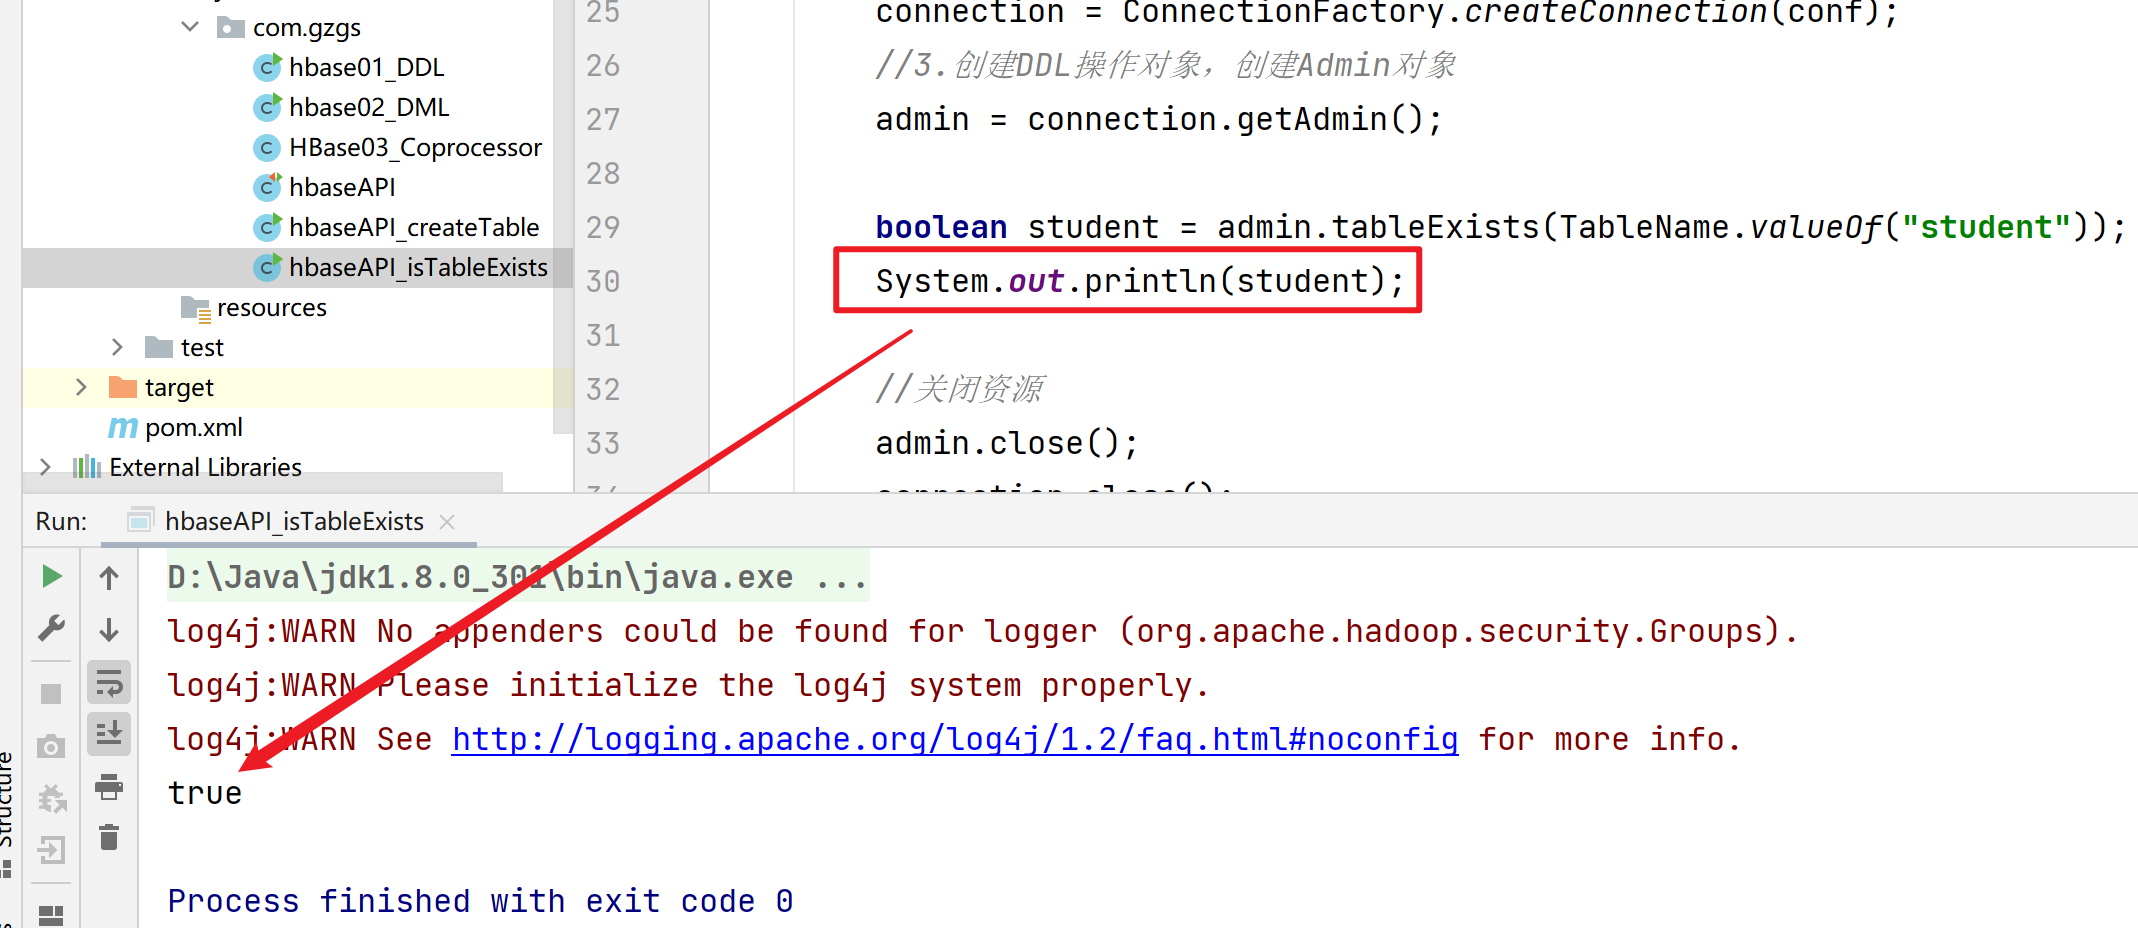 com.gzgs
hbase01_DDL
hbase02_DML
HBase03_Coprocessor
hbaseAPI
hbaseAPI_createTable
hbaseAPI_isTableExists
resources
test
target
pom.xml
External Libraries
25 connection = ConnectionFactory.createConnection(conf);
26 //3.创建DDL操作对象，创建Admin对象
27 admin = connection.getAdmin();
28
29 boolean student = admin.tableExists(TableName.valueOf("student"));
30 System.out.println(student);
31
32 //关闭资源
33 admin.close();
34 connection.close();
Run: hbaseAPI_isTableExists
D:\Java\jdk1.8.0_301\bin\java.exe ...
log4j:WARN No appenders could be found for logger (org.apache.hadoop.security.Groups).
log4j:WARN Please initialize the log4j system properly.
log4j:WARN See http://logging.apache.org/log4j/1.2/faq.html#noconfig for more info.
true
Process finished with exit code 0
Structure